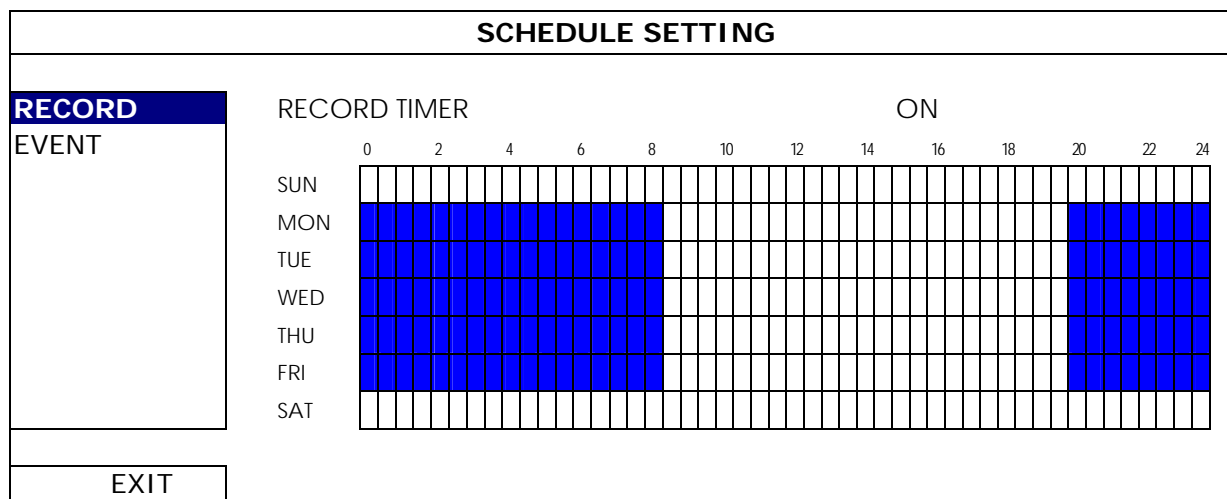 SCHEDULE SETTING
RECORD
EVENT
RECORD TIMER ON
0 2 4 6 8 10 12 14 16 18 20 22 24
SUN
MON
TUE
WED
THU
FRI
SAT
EXIT